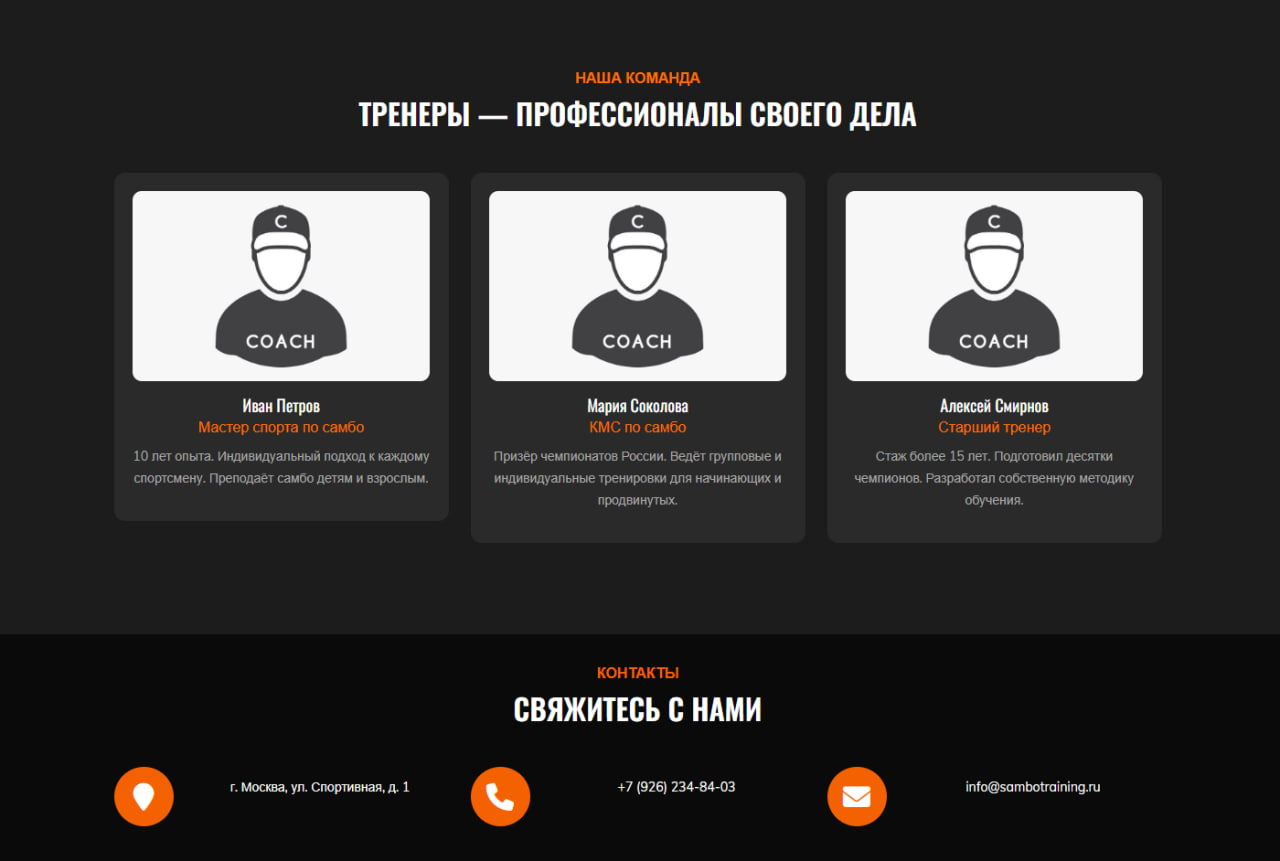 НАША КОМАНДА
ТРЕНЕРЫ — ПРОФЕССИОНАЛЫ СВОЕГО ДЕЛА
C
COACH
Иван Петров
Мастер спорта по самбо
10 лет опыта. Индивидуальный подход к каждому
спортсмену. Преподаёт самбо детям и взрослым.
C
COACH
Мария Соколова
КМС по самбо
Призёр чемпионатов России. Ведёт групповые и
индивидуальные тренировки для начинающих и
продвинутых.
C
COACH
Алексей Смирнов
Старший тренер
Стаж более 15 лет. Подготовил десятки
чемпионов. Разработал собственную методику
обучения.
КОНТАКТЫ
СВЯЖИТЕСЬ С НАМИ
г. Москва, ул. Спортивная, д. 1
+7 (926) 234-84-03
info@sambotraining.ru